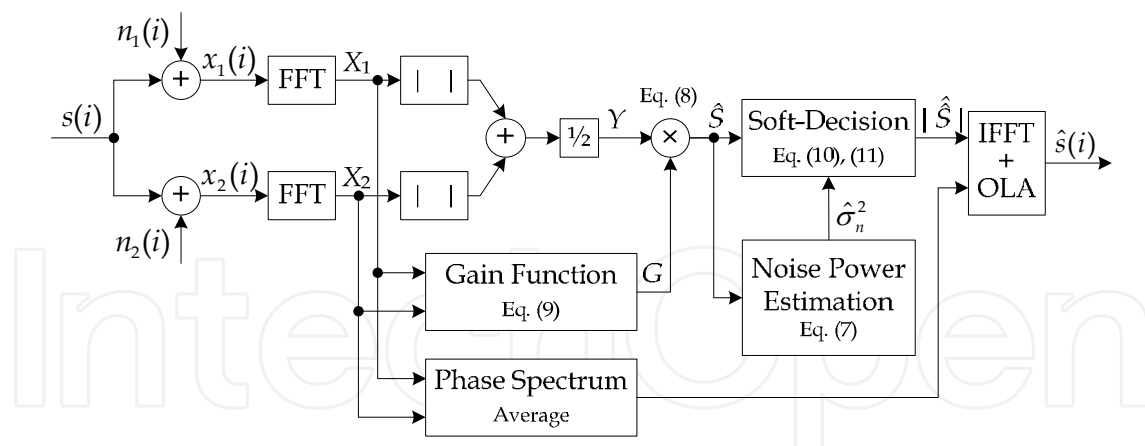 n₁(i)
x₁(i)
FFT
X₁
| |
s(i)
+
+
½
Y
Eq. (8)
×
Ŝ
Soft-Decision
Eq. (10), (11)
| Ŝ̂ |
IFFT
+
OLA
ŝ(i)
+
x₂(i)
FFT
X₂
| |
n₂(i)
σ̂²ₙ
Gain Function
Eq. (9)
G
Noise Power
Estimation
Eq. (7)
Phase Spectrum
Average
IntechOpen